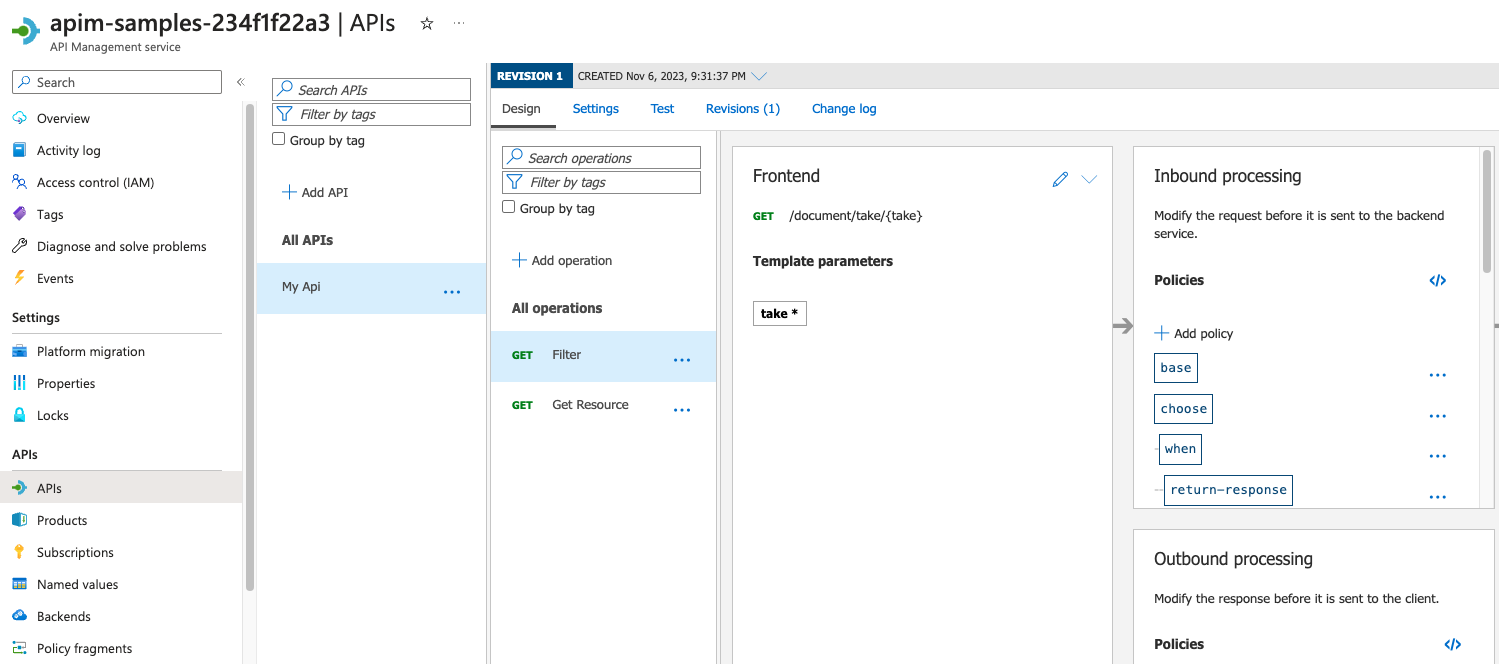 apim-samples-234f1f22a3 | APIs
API Management service
Search
Overview
Activity log
Access control (IAM)
Tags
Diagnose and solve problems
Events
Settings
Platform migration
Properties
Locks
APIs
APIs
Products
Subscriptions
Named values
Backends
Policy fragments
Search APIs
Filter by tags
Group by tag
Add API
All APIs
My Api
REVISION 1 CREATED Nov 6, 2023, 9:31:37 PM
Design Settings Test Revisions (1) Change log
Search operations
Filter by tags
Group by tag
Add operation
All operations
GET Filter
GET Get Resource
Frontend
GET /document/take/{take}
Template parameters
take *
Inbound processing
Modify the request before it is sent to the backend
service.
Policies
Add policy
base
choose
when
return-response
Outbound processing
Modify the response before it is sent to the client.
Policies